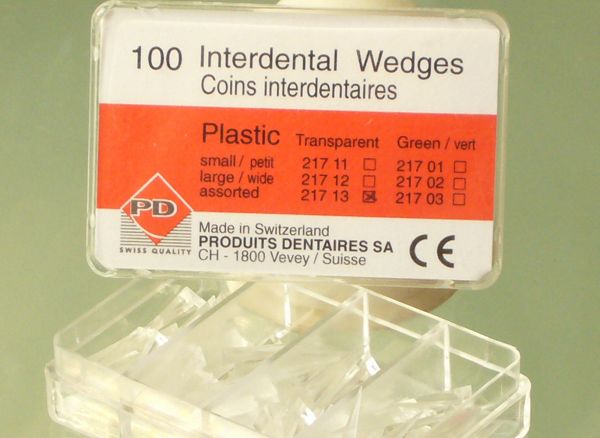 100 Interdental Wedges
Coins interdentaires
Plastic Transparent Green / vert
small / petit 217 11 ☐ 217 01 ☐
large / wide 217 12 ☐ 217 02 ☐
assorted 217 13 ☒ 217 03 ☐
PD
SWISS QUALITY
Made in Switzerland
PRODUITS DENTAIRES SA
CH - 1800 Vevey / Suisse
CE